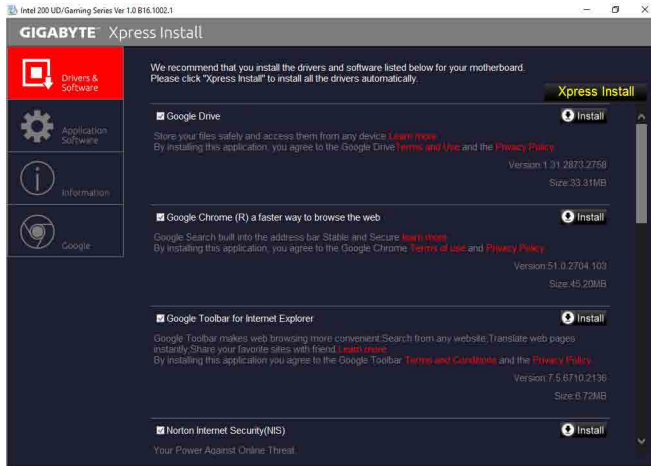 Intel 200 UD/Gaming Series Ver 1.0 B16.1002.1
GIGABYTE™ Xpress Install
Drivers &
Software
Application
Software
Information
Google
We recommend that you install the drivers and software listed below for your motherboard.
Please click "Xpress Install" to install all the drivers automatically.
Xpress Install
Google Drive
Install
Store your files safely and access them from any device.Learn more
By installing this application, you agree to the Google Drive Terms and Use and the Privacy Policy
Version:1.31.2873.2758
Size:33.31MB
Google Chrome (R) a faster way to browse the web
Install
Google Search built into the address bar Stable and Secure learn more
By installing this application, you agree to the Google Chrome Terms of use and Privacy Policy
Version:51.0.2704.103
Size:45.20MB
Google Toolbar for Internet Explorer
Install
Google Toolbar makes web browsing more convenient;Search from any website;Translate web pages
instantly;Share your favorite sites with friend.Learn more
By installing this application you agree to the Google Toolbar Terms and Conditions and the Privacy Policy
Version:7.5.6710.2136
Size:6.72MB
Norton Internet Security(NIS)
Install
Your Power Against Online Threat.